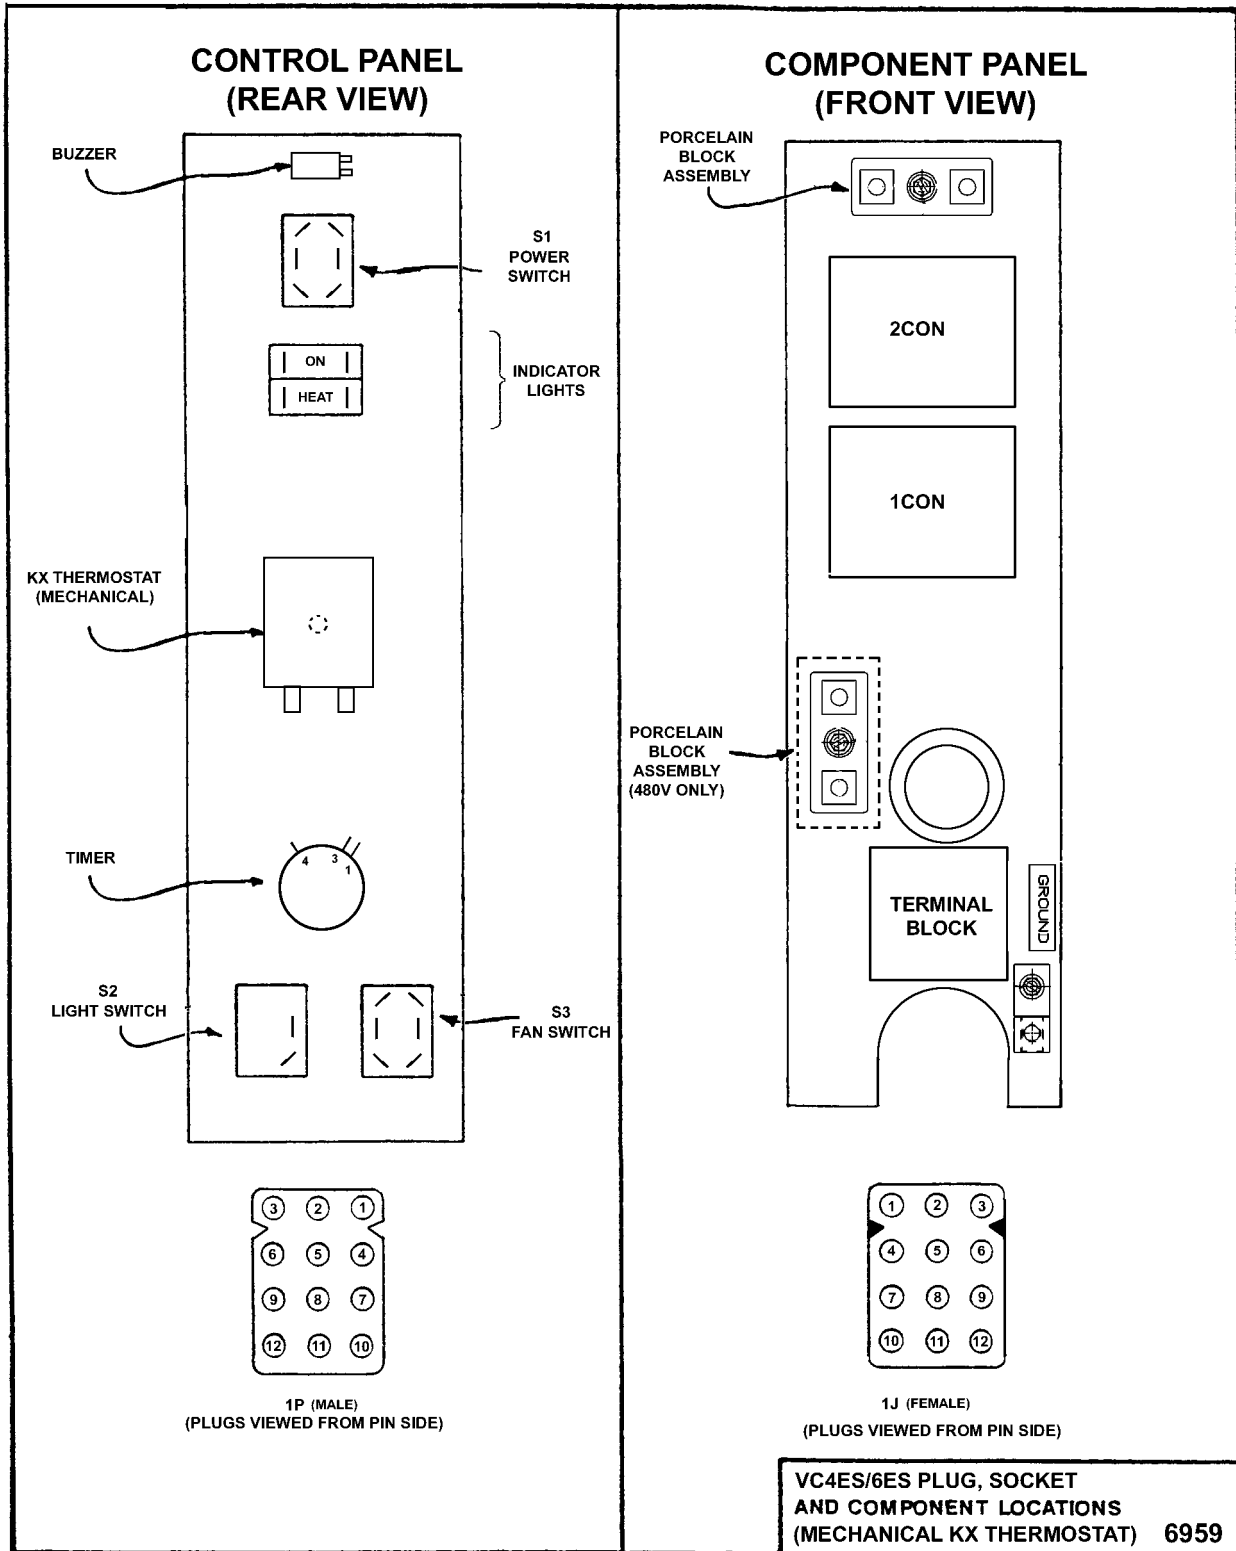 CONTROL PANEL
(REAR VIEW)
BUZZER
S1
POWER
SWITCH
ON
HEAT
INDICATOR
LIGHTS
KX THERMOSTAT
(MECHANICAL)
TIMER
4 3 1
S2
LIGHT SWITCH
S3
FAN SWITCH
3 2 1
6 5 4
9 8 7
12 11 10
1P (MALE)
(PLUGS VIEWED FROM PIN SIDE)
COMPONENT PANEL
(FRONT VIEW)
PORCELAIN
BLOCK
ASSEMBLY
2CON
1CON
PORCELAIN
BLOCK
ASSEMBLY
(480V ONLY)
TERMINAL
BLOCK
GROUND
1 2 3
4 5 6
7 8 9
10 11 12
1J (FEMALE)
(PLUGS VIEWED FROM PIN SIDE)
VC4ES/6ES PLUG, SOCKET
AND COMPONENT LOCATIONS
(MECHANICAL KX THERMOSTAT) 6959